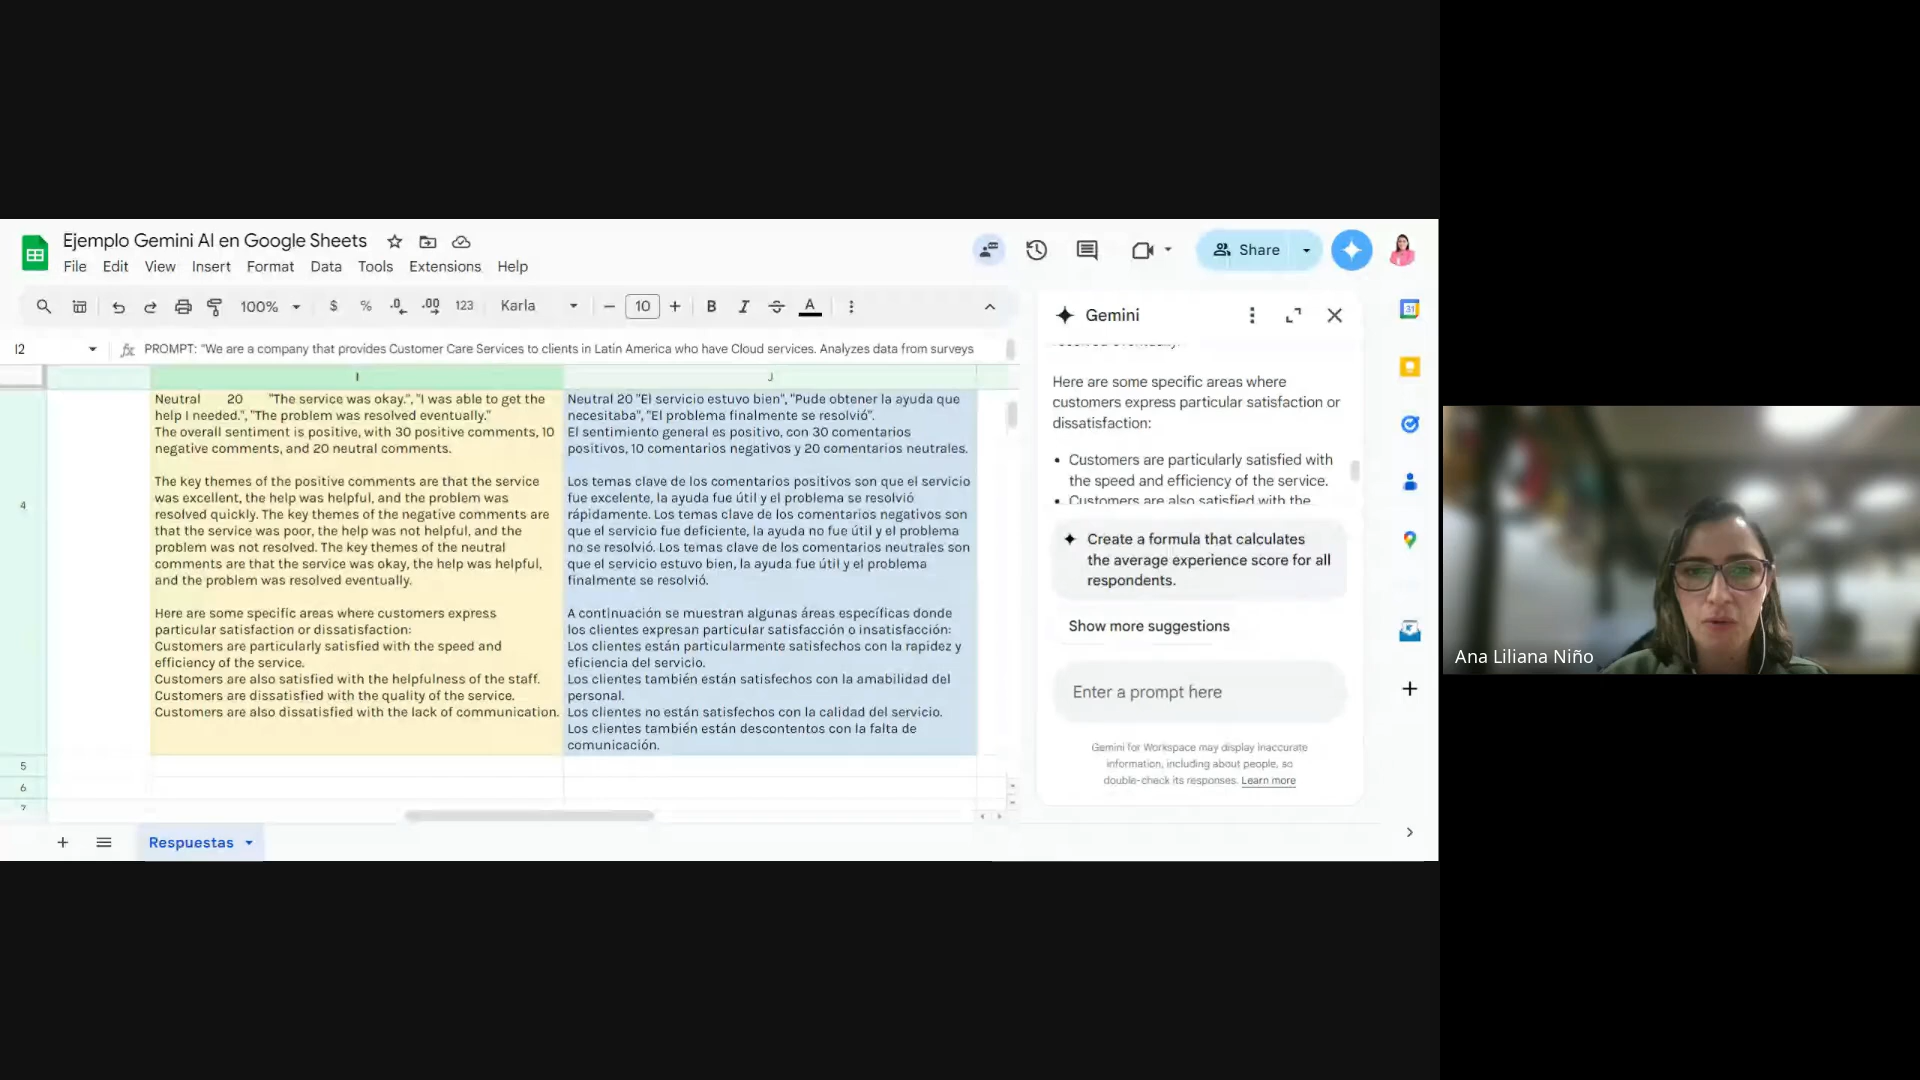 Ejemplo Gemini AI en Google Sheets
File Edit View Insert Format Data Tools Extensions Help
Share
100% $ % .0 .00 123 Karla 10 B I A
I2
PROMPT: "We are a company that provides Customer Care Services to clients in Latin America who have Cloud services. Analyzes data from surveys
I
J
4
Neutral 20 "The service was okay.", "I was able to get the
help I needed.", "The problem was resolved eventually."
The overall sentiment is positive, with 30 positive comments, 10
negative comments, and 20 neutral comments.
The key themes of the positive comments are that the service
was excellent, the help was helpful, and the problem was
resolved quickly. The key themes of the negative comments are
that the service was poor, the help was not helpful, and the
problem was not resolved. The key themes of the neutral
comments are that the service was okay, the help was helpful,
and the problem was resolved eventually.
Here are some specific areas where customers express
particular satisfaction or dissatisfaction:
Customers are particularly satisfied with the speed and
efficiency of the service.
Customers are also satisfied with the helpfulness of the staff.
Customers are dissatisfied with the quality of the service.
Customers are also dissatisfied with the lack of communication.
Neutral 20 "El servicio estuvo bien", "Pude obtener la ayuda que
necesitaba", "El problema finalmente se resolvió".
El sentimiento general es positivo, con 30 comentarios
positivos, 10 comentarios negativos y 20 comentarios neutrales.
Los temas clave de los comentarios positivos son que el servicio
fue excelente, la ayuda fue útil y el problema se resolvió
rápidamente. Los temas clave de los comentarios negativos son
que el servicio fue deficiente, la ayuda no fue útil y el problema
no se resolvió. Los temas clave de los comentarios neutrales son
que el servicio estuvo bien, la ayuda fue útil y el problema
finalmente se resolvió.
A continuación se muestran algunas áreas específicas donde
los clientes expresan particular satisfacción o insatisfacción:
Los clientes están particularmente satisfechos con la rapidez y
eficiencia del servicio.
Los clientes también están satisfechos con la amabilidad del
personal.
Los clientes no están satisfechos con la calidad del servicio.
Los clientes también están descontentos con la falta de
comunicación.
5
6
7
Respuestas
Gemini
Here are some specific areas where
customers express particular satisfaction or
dissatisfaction:
• Customers are particularly satisfied with
the speed and efficiency of the service.
• Customers are also satisfied with the
Create a formula that calculates
the average experience score for all
respondents.
Show more suggestions
Enter a prompt here
Gemini for Workspace may display inaccurate
information, including about people, so
double-check its responses. Learn more
31
Ana Liliana Niño